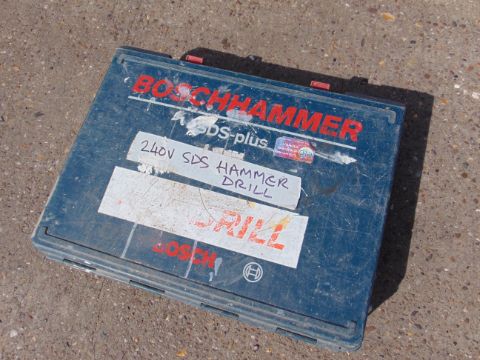 BOSCHHAMMER
SDS-plus
240V SDS HAMMER
DRILL
DRILL
BOSCH